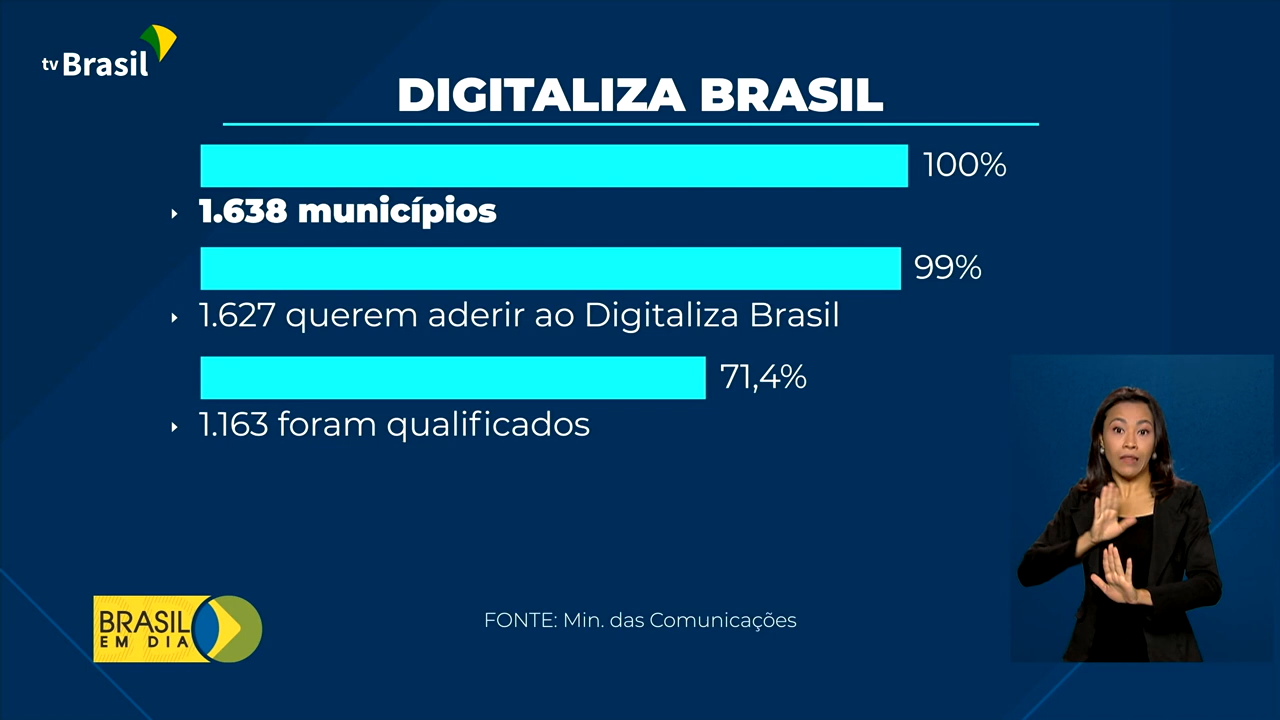 tv Brasil
DIGITALIZA BRASIL
100%
1.638 municípios
99%
1.627 querem aderir ao Digitaliza Brasil
71,4%
1.163 foram qualificados
BRASIL
EM DIA
FONTE: Min. das Comunicações